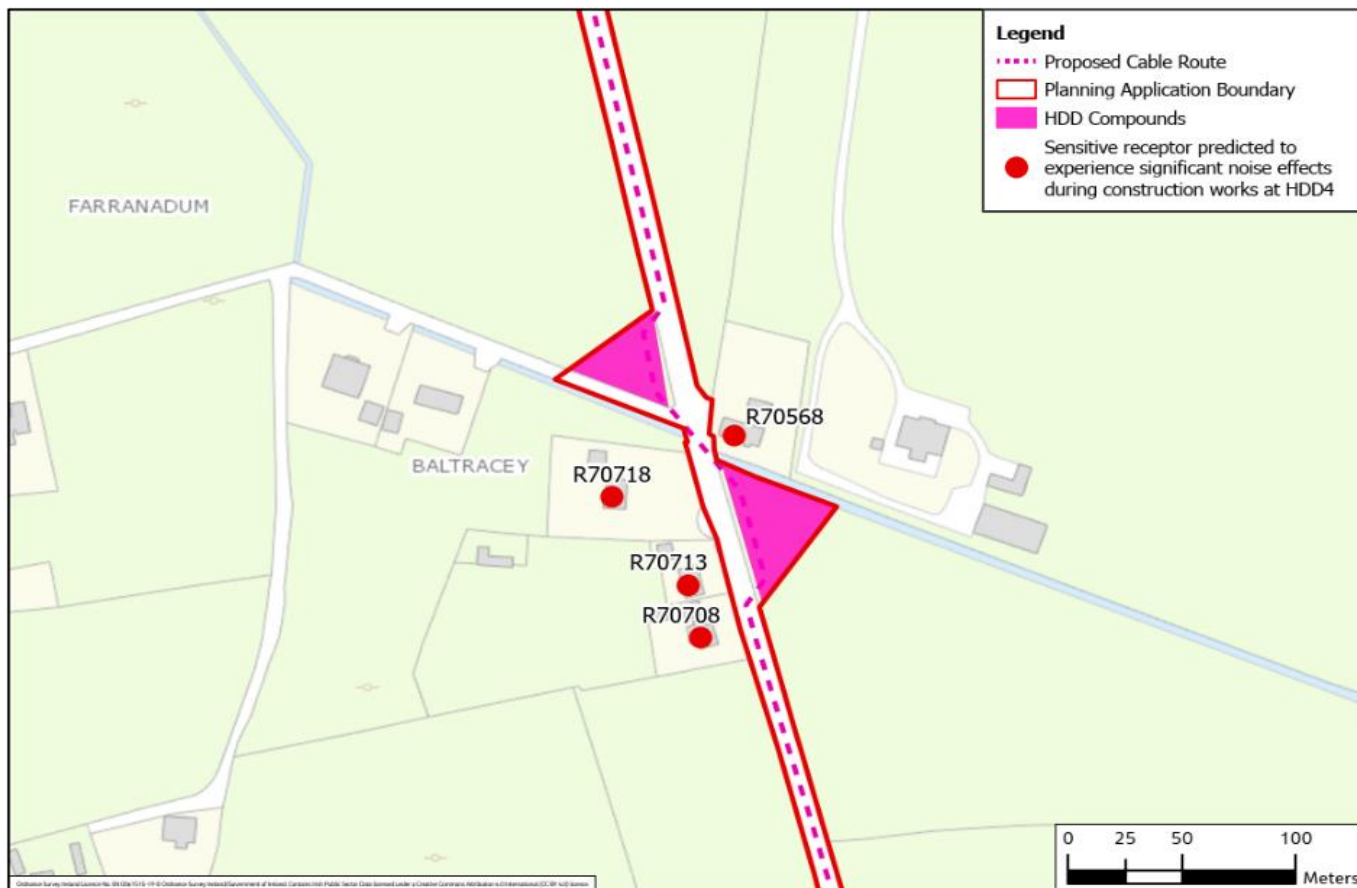 Legend
Proposed Cable Route
Planning Application Boundary
HDD Compounds
Sensitive receptor predicted to
experience significant noise effects
during construction works at HDD4
FARRANADUM
R70568
BALTRACEY
R70718
R70713
R70708
0 25 50 100
Meters